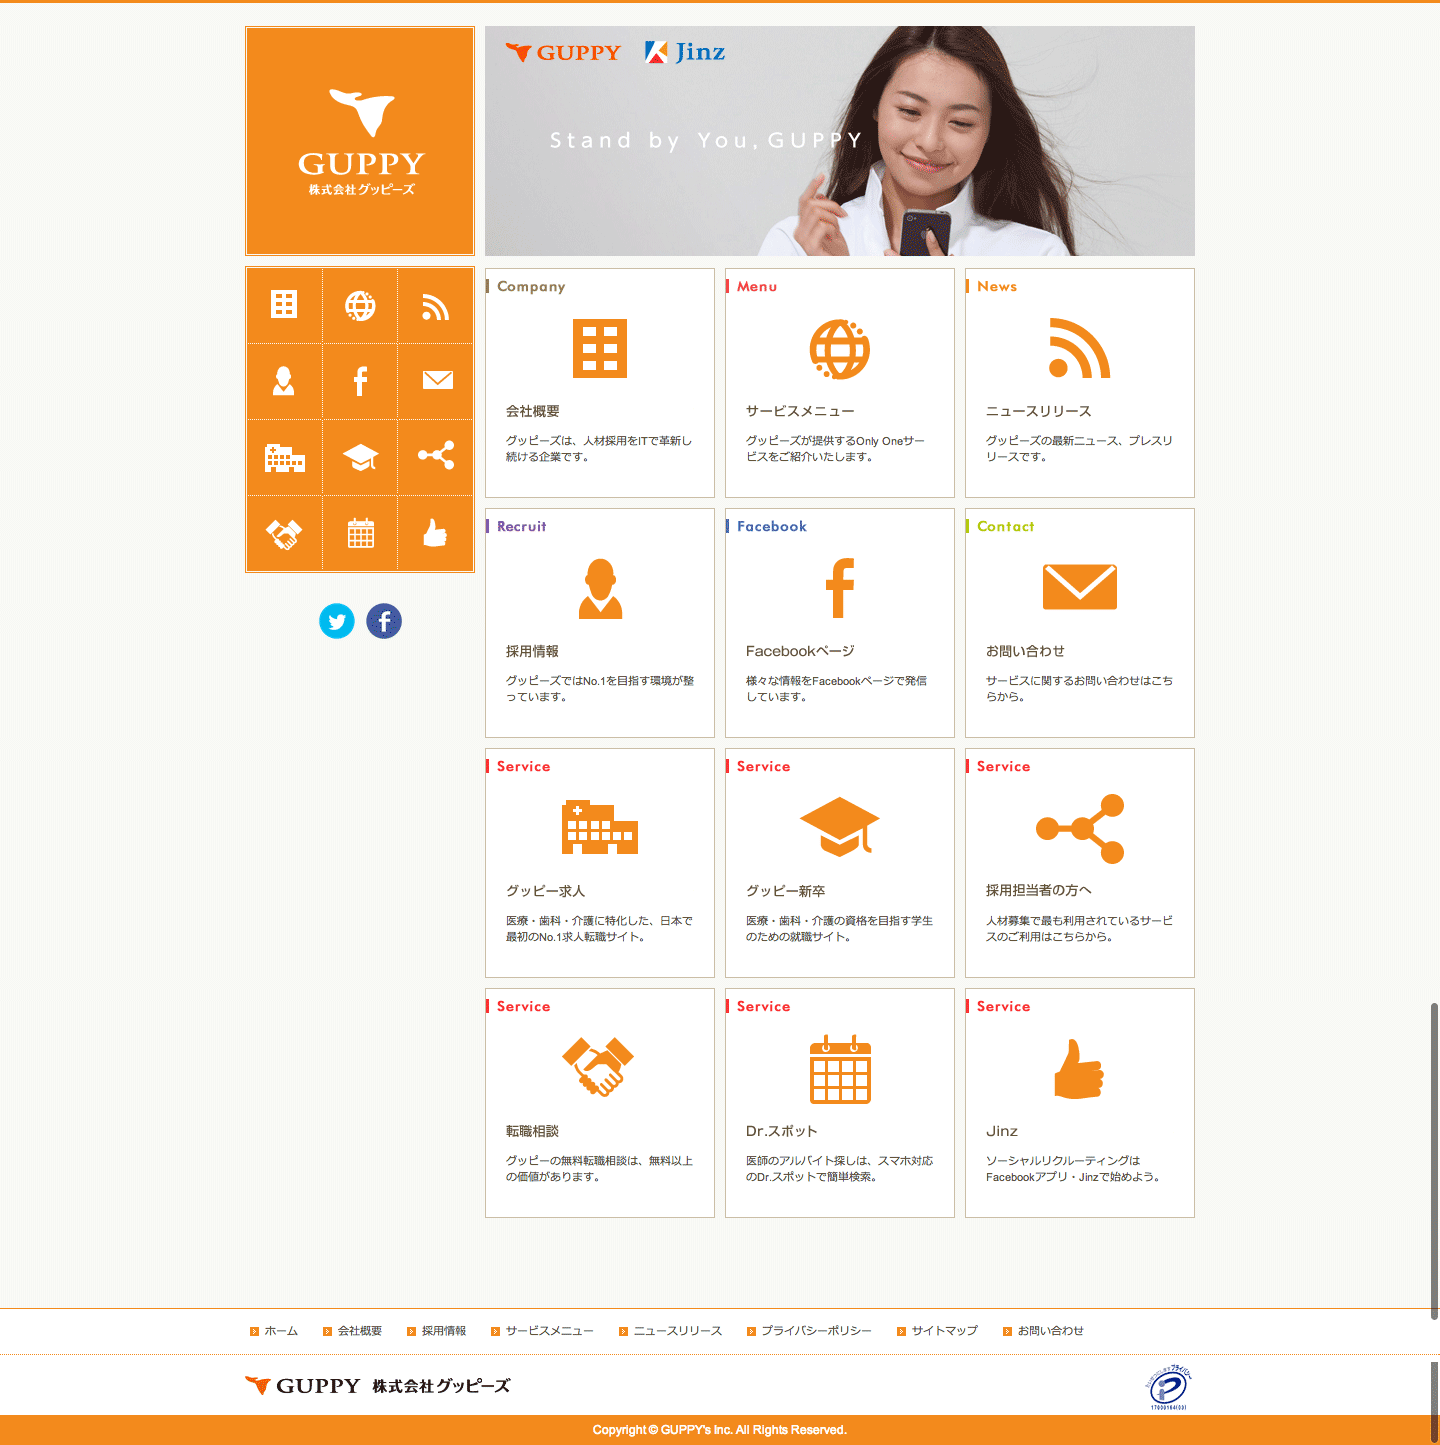 GUPPY
株式会社グッピーズ
GUPPY Jinz
Stand by You, GUPPY
Company
会社概要
グッピーズは、人材採用をITで革新し
続ける企業です。
Menu
サービスメニュー
グッピーズが提供するOnly Oneサー
ビスをご紹介いたします。
News
ニュースリリース
グッピーズの最新ニュース、プレスリ
リースです。
Recruit
採用情報
グッピーズではNo.1を目指す環境が整
っています。
Facebook
Facebookページ
様々な情報をFacebookページで発信
しています。
Contact
お問い合わせ
サービスに関するお問い合わせはこち
らから。
Service
グッピー求人
医療・歯科・介護に特化した、日本で
最初のNo.1求人転職サイト。
Service
グッピー新卒
医療・歯科・介護の資格を目指す学生
のための就職サイト。
Service
採用担当者の方へ
人材募集で最も利用されているサービ
スのご利用はこちらから。
Service
転職相談
グッピーの無料転職相談は、無料以上
の価値があります。
Service
Dr.スポット
医師のアルバイト探しは、スマホ対応
のDr.スポットで簡単検索。
Service
Jinz
ソーシャルリクルーティングは
Facebookアプリ・Jinzで始めよう。
ホーム 会社概要 採用情報 サービスメニュー ニュースリリース プライバシーポリシー サイトマップ お問い合わせ
GUPPY 株式会社グッピーズ
プライバシー
Copyright © GUPPY's Inc. All Rights Reserved.